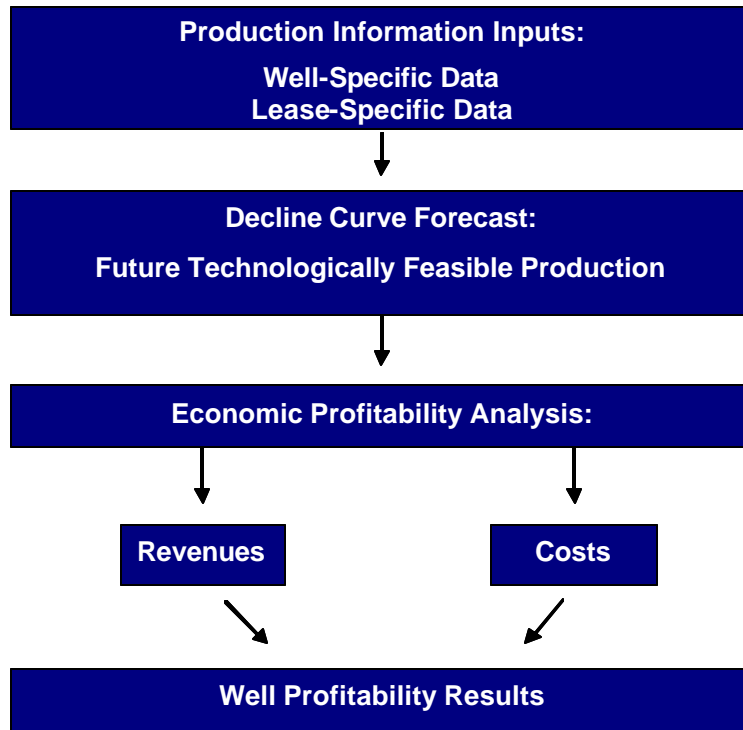 Production Information Inputs:
Well-Specific Data
Lease-Specific Data
Decline Curve Forecast:
Future Technologically Feasible Production
Economic Profitability Analysis:
Revenues
Costs
Well Profitability Results